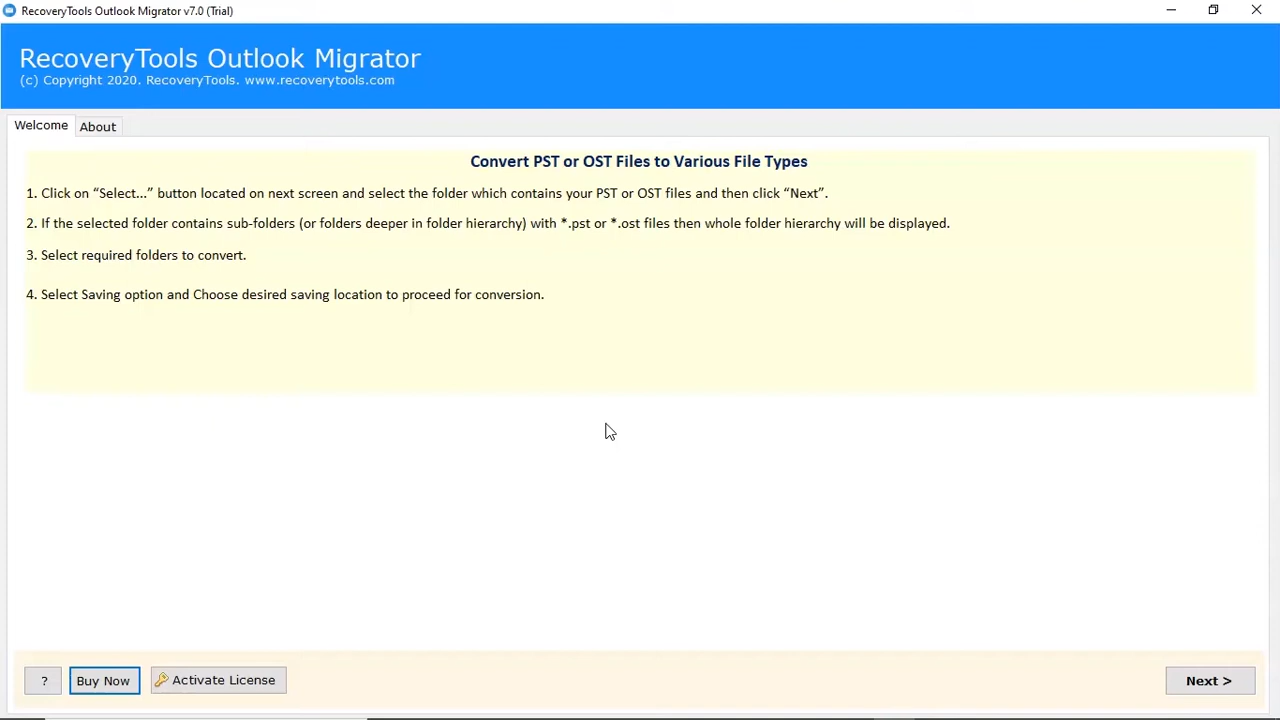 RecoveryTools Outlook Migrator v7.0 (Trial)
RecoveryTools Outlook Migrator
(c) Copyright 2020. RecoveryTools. www.recoverytools.com
Welcome
About
Convert PST or OST Files to Various File Types
1. Click on “Select...” button located on next screen and select the folder which contains your PST or OST files and then click “Next”.
2. If the selected folder contains sub-folders (or folders deeper in folder hierarchy) with *.pst or *.ost files then whole folder hierarchy will be displayed.
3. Select required folders to convert.
4. Select Saving option and Choose desired saving location to proceed for conversion.
?
Buy Now
Activate License
Next >